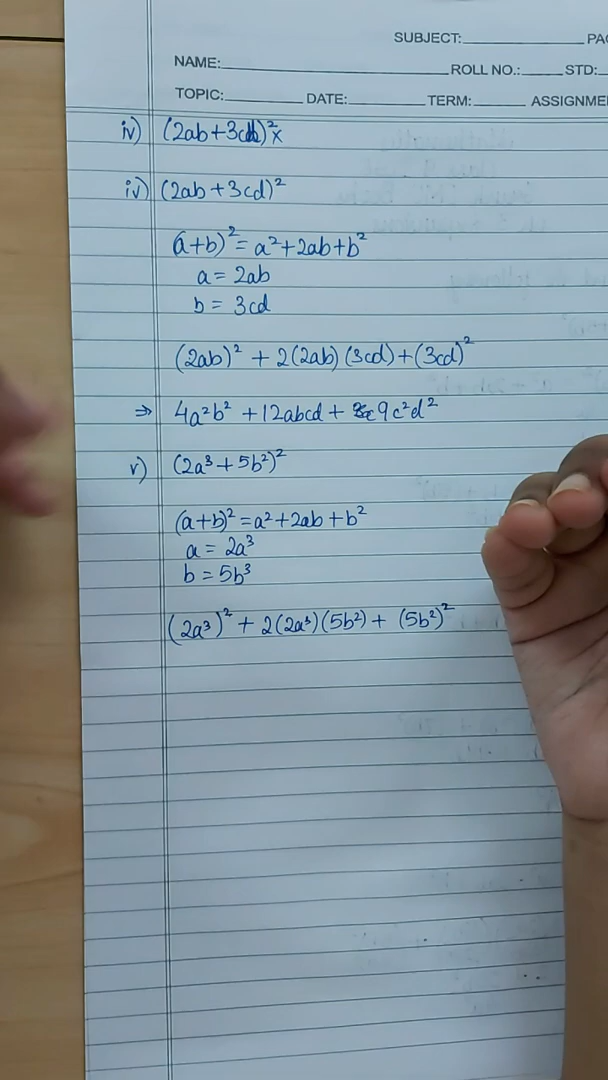 SUBJECT:
NAME: ROLL NO.: STD:
TOPIC: DATE: TERM:
iv) (2ab+3cd)²x
iv) (2ab+3cd)²
(a+b)²=a²+2ab+b²
a = 2ab
b = 3cd
(2ab)² + 2(2ab)(3cd)+(3cd)²
⇒ 4a²b² +12abcd + 9c²d²
v) (2a³+5b²)²
(a+b)²=a²+2ab+b²
a = 2a³
b = 5b³
(2a³)² + 2(2a³)(5b²) + (5b²)²